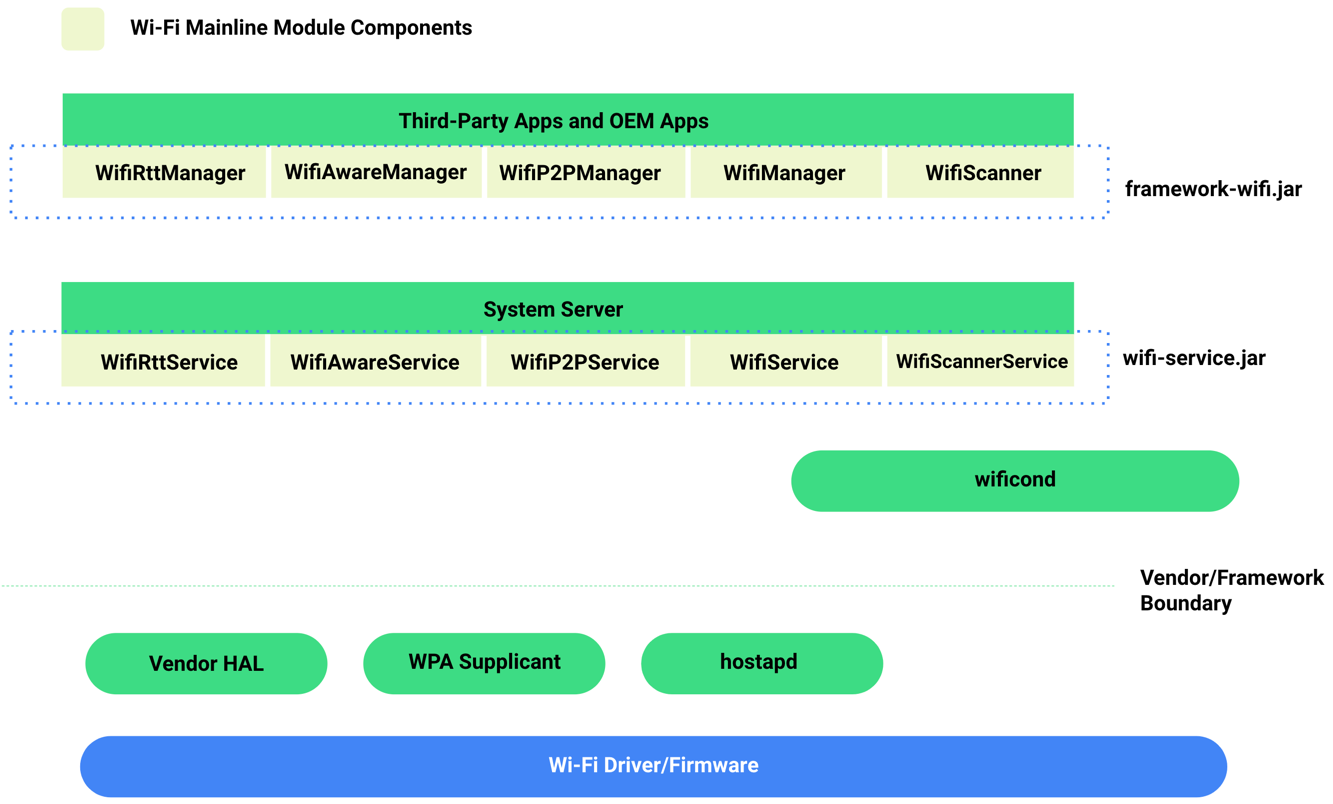 Wi-Fi Mainline Module Components
Third-Party Apps and OEM Apps
WifiRttManager
WifiAwareManager
WifiP2PManager
WifiManager
WifiScanner
framework-wifi.jar
System Server
WifiRttService
WifiAwareService
WifiP2PService
WifiService
WifiScannerService
wifi-service.jar
wificond
Vendor/Framework
Boundary
Vendor HAL
WPA Supplicant
hostapd
Wi-Fi Driver/Firmware